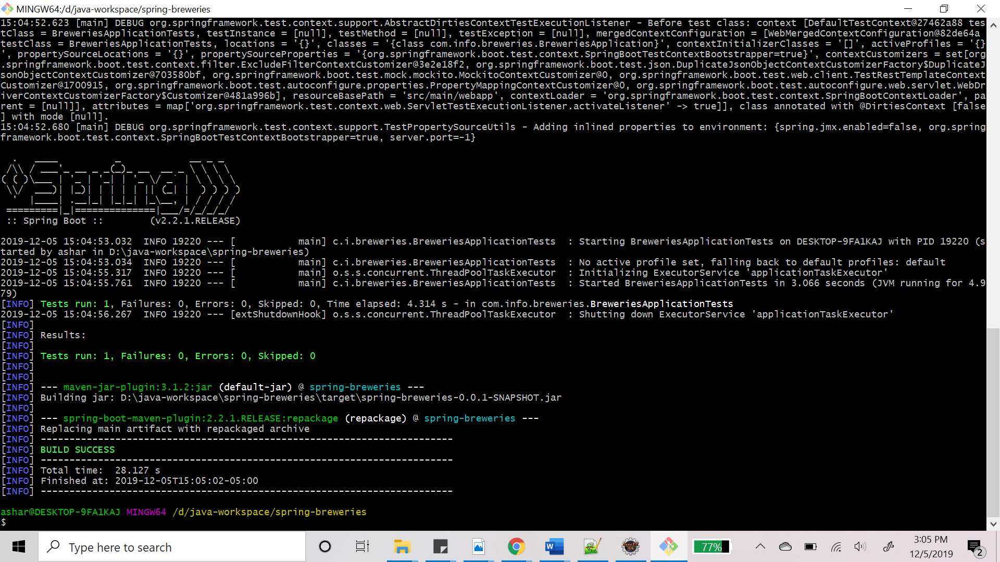 MINGW64:/d/java-workspace/spring-breweries
15:04:52.623 [main] DEBUG org.springframework.test.context.support.AbstractDirtiesContextTestExecutionListener - Before test class: context [DefaultTestContext@27462a88 tes
tClass = BreweriesApplicationTests, testInstance = [null], testMethod = [null], testException = [null], mergedContextConfiguration = [WebMergedContextConfiguration@82de64a
testClass = BreweriesApplicationTests, locations = '{}', classes = '{class com.info.breweries.BreweriesApplication}', contextInitializerClasses = '[]', activeProfiles = '{}
', propertySourceLocations = '{}', propertySourceProperties = '{org.springframework.boot.test.context.SpringBootTestContextBootstrapper=true}', contextCustomizers = set[org
.springframework.boot.test.context.filter.ExcludeFilterContextCustomizer@3e2e18f2, org.springframework.boot.test.json.DuplicateJsonObjectContextCustomizerFactory$DuplicateJ
sonObjectContextCustomizer@703580bf, org.springframework.boot.test.mock.mockito.MockitoContextCustomizer@0, org.springframework.boot.test.web.client.TestRestTemplateContext
Customizer@1700915, org.springframework.boot.test.autoconfigure.properties.PropertyMappingContextCustomizer@0, org.springframework.boot.test.autoconfigure.web.servlet.WebDr
iverContextCustomizerFactory$Customizer@481a996b], resourceBasePath = 'src/main/webapp', contextLoader = 'org.springframework.boot.test.context.SpringBootContextLoader', pa
rent = [null]], attributes = map['org.springframework.test.context.web.ServletTestExecutionListener.activateListener' -> true]], class annotated with @DirtiesContext [false
] with mode [null].
15:04:52.680 [main] DEBUG org.springframework.test.context.support.TestPropertySourceUtils - Adding inlined properties to environment: {spring.jmx.enabled=false, org.spring
framework.boot.test.context.SpringBootTestContextBootstrapper=true, server.port=-1}
Spring
:: Spring Boot ::        (v2.2.1.RELEASE)
2019-12-05 15:04:53.032  INFO 19220 --- [           main] c.i.breweries.BreweriesApplicationTests  : Starting BreweriesApplicationTests on DESKTOP-9FA1KAJ with PID 19220 (s
tarted by ashar in D:\java-workspace\spring-breweries)
2019-12-05 15:04:53.034  INFO 19220 --- [           main] c.i.breweries.BreweriesApplicationTests  : No active profile set, falling back to default profiles: default
2019-12-05 15:04:55.317  INFO 19220 --- [           main] o.s.s.concurrent.ThreadPoolTaskExecutor  : Initializing ExecutorService 'applicationTaskExecutor'
2019-12-05 15:04:55.761  INFO 19220 --- [           main] c.i.breweries.BreweriesApplicationTests  : Started BreweriesApplicationTests in 3.066 seconds (JVM running for 4.9
79)
[INFO] Tests run: 1, Failures: 0, Errors: 0, Skipped: 0, Time elapsed: 4.314 s - in com.info.breweries.BreweriesApplicationTests
2019-12-05 15:04:56.267  INFO 19220 --- [extShutdownHook] o.s.s.concurrent.ThreadPoolTaskExecutor  : Shutting down ExecutorService 'applicationTaskExecutor'
[INFO]
[INFO] Results:
[INFO]
[INFO] Tests run: 1, Failures: 0, Errors: 0, Skipped: 0
[INFO]
[INFO]
[INFO] --- maven-jar-plugin:3.1.2:jar (default-jar) @ spring-breweries ---
[INFO] Building jar: D:\java-workspace\spring-breweries\target\spring-breweries-0.0.1-SNAPSHOT.jar
[INFO]
[INFO] --- spring-boot-maven-plugin:2.2.1.RELEASE:repackage (repackage) @ spring-breweries ---
[INFO] Replacing main artifact with repackaged archive
[INFO] ------------------------------------------------------------------------
[INFO] BUILD SUCCESS
[INFO] ------------------------------------------------------------------------
[INFO] Total time:  28.127 s
[INFO] Finished at: 2019-12-05T15:05:02-05:00
[INFO] ------------------------------------------------------------------------
ashar@DESKTOP-9FA1KAJ MINGW64 /d/java-workspace/spring-breweries
$
Type here to search
77%
3:05 PM
12/5/2019
2